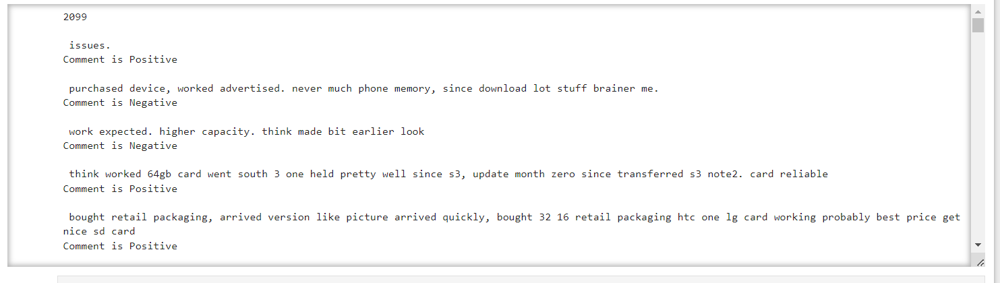 2099
issues.
Comment is Positive
purchased device, worked advertised. never much phone memory, since download lot stuff brainer me.
Comment is Negative
work expected. higher capacity. think made bit earlier look
Comment is Negative
think worked 64gb card went south 3 one held pretty well since s3, update month zero since transferred s3 note2. card reliable
Comment is Positive
bought retail packaging, arrived version like picture arrived quickly, bought 32 16 retail packaging htc one lg card working probably best price get
nice sd card
Comment is Positive